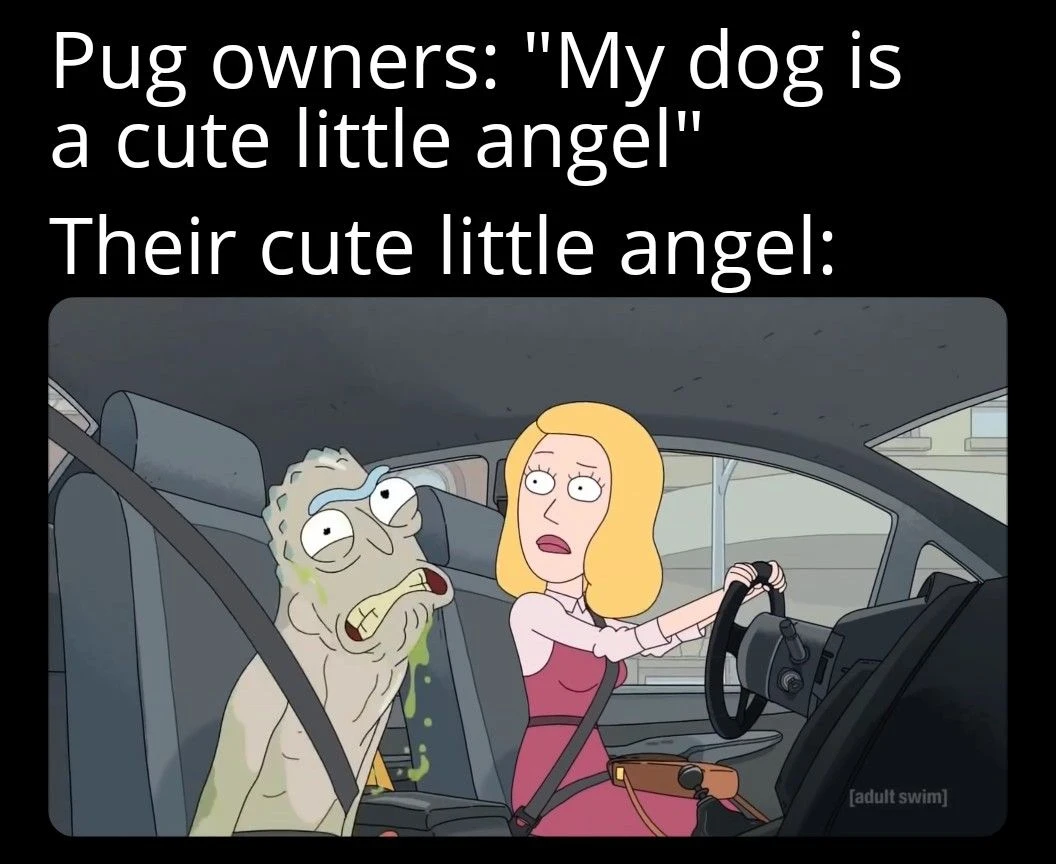 Pug owners: "My dog is
a cute little angel"
Their cute little angel:
[adult swim]